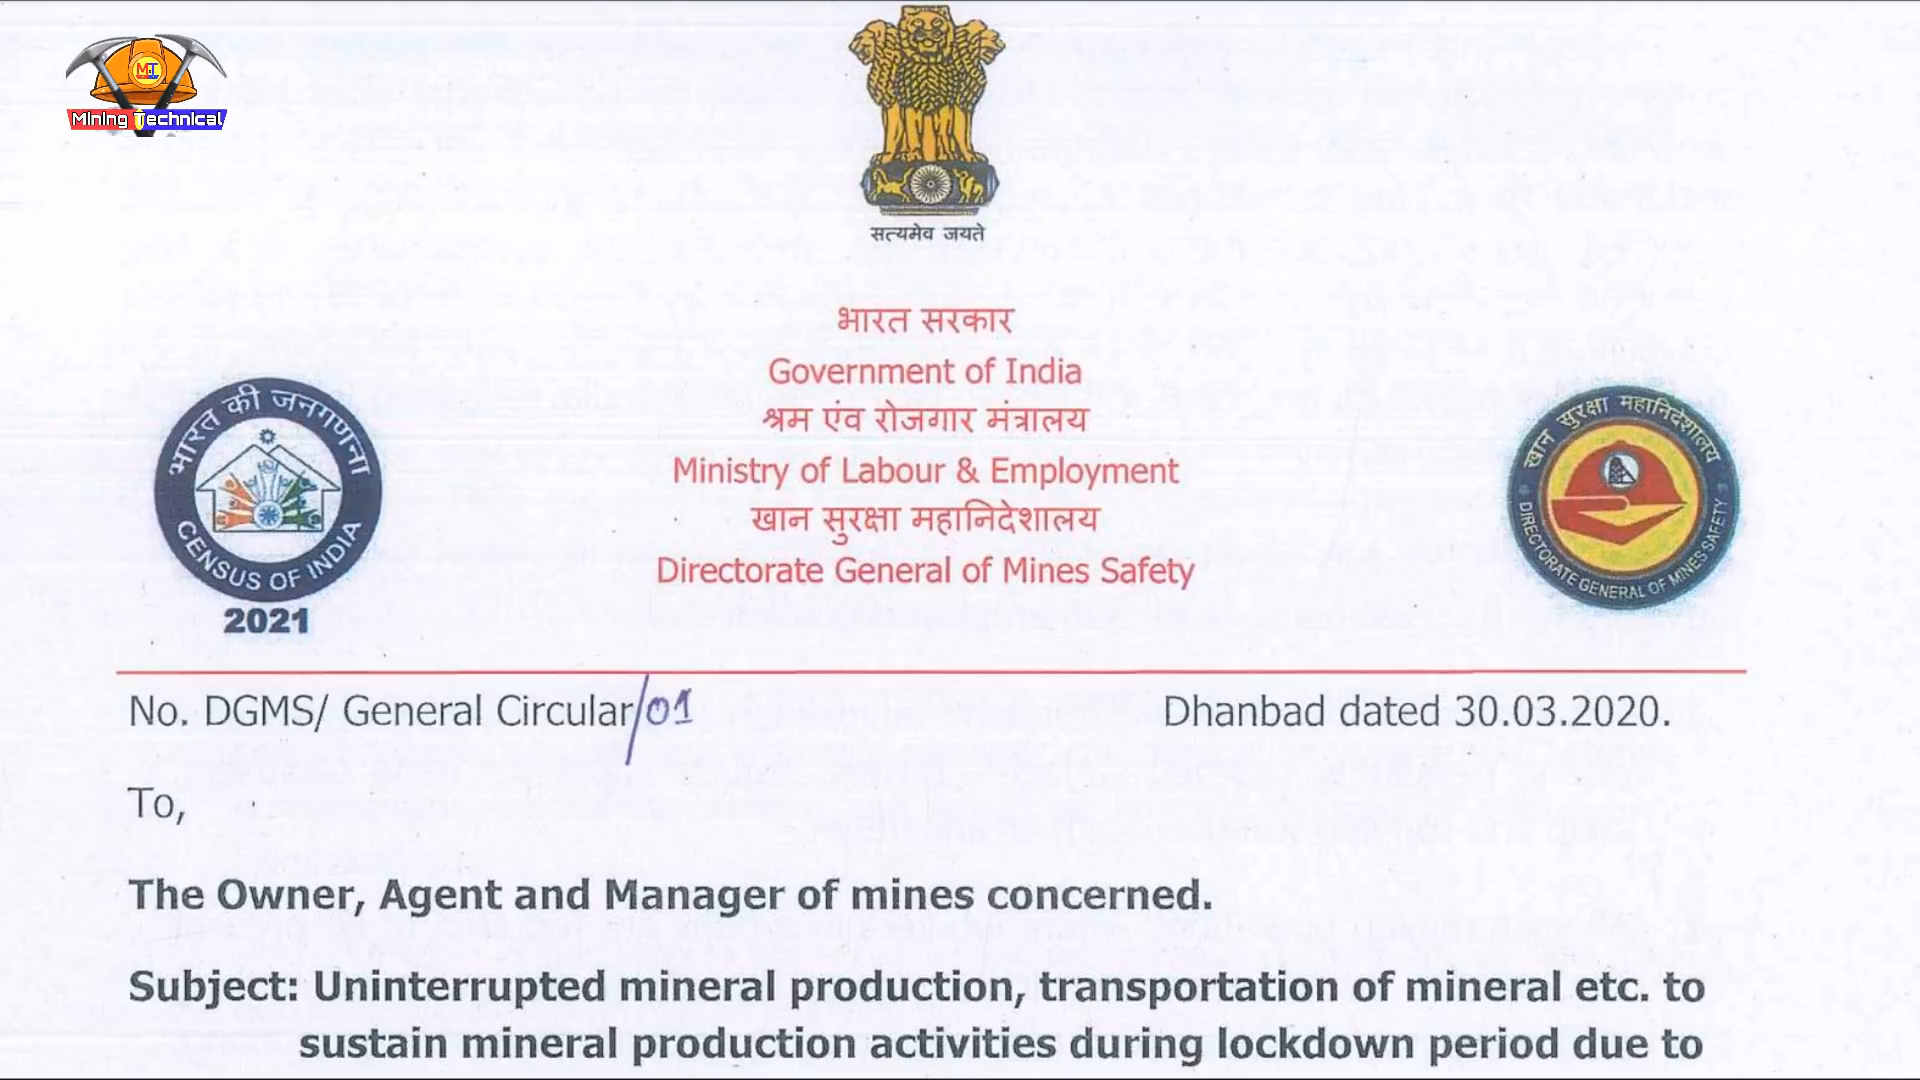 MI
Mining Technical
सत्यमेव जयते
भारत सरकार
Government of India
श्रम एंव रोजगार मंत्रालय
Ministry of Labour & Employment
खान सुरक्षा महानिदेशालय
Directorate General of Mines Safety
भारत की जनगणना
CENSUS OF INDIA
2021
खान सुरक्षा महानिदेशालय
DIRECTORATE GENERAL OF MINES SAFETY
No. DGMS/ General Circular/01
Dhanbad dated 30.03.2020.
To,
The Owner, Agent and Manager of mines concerned.
Subject: Uninterrupted mineral production, transportation of mineral etc. to
sustain mineral production activities during lockdown period due to